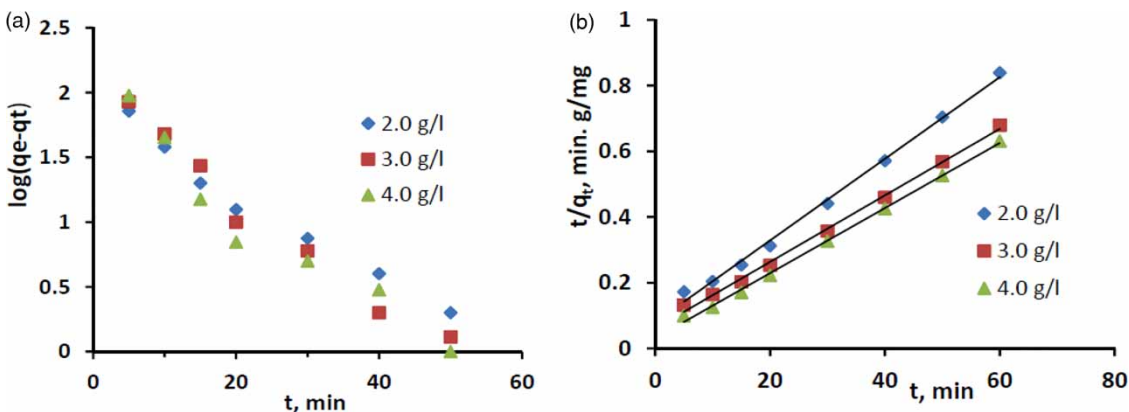 (a)
2.5
2
1.5
1
0.5
0
log(qe-qt)
2.0 g/l
3.0 g/l
4.0 g/l
0 20 40 60
t, min
(b)
1
0.8
0.6
0.4
0.2
0
t/qt, min. g/mg
2.0 g/l
3.0 g/l
4.0 g/l
0 20 40 60 80
t, min